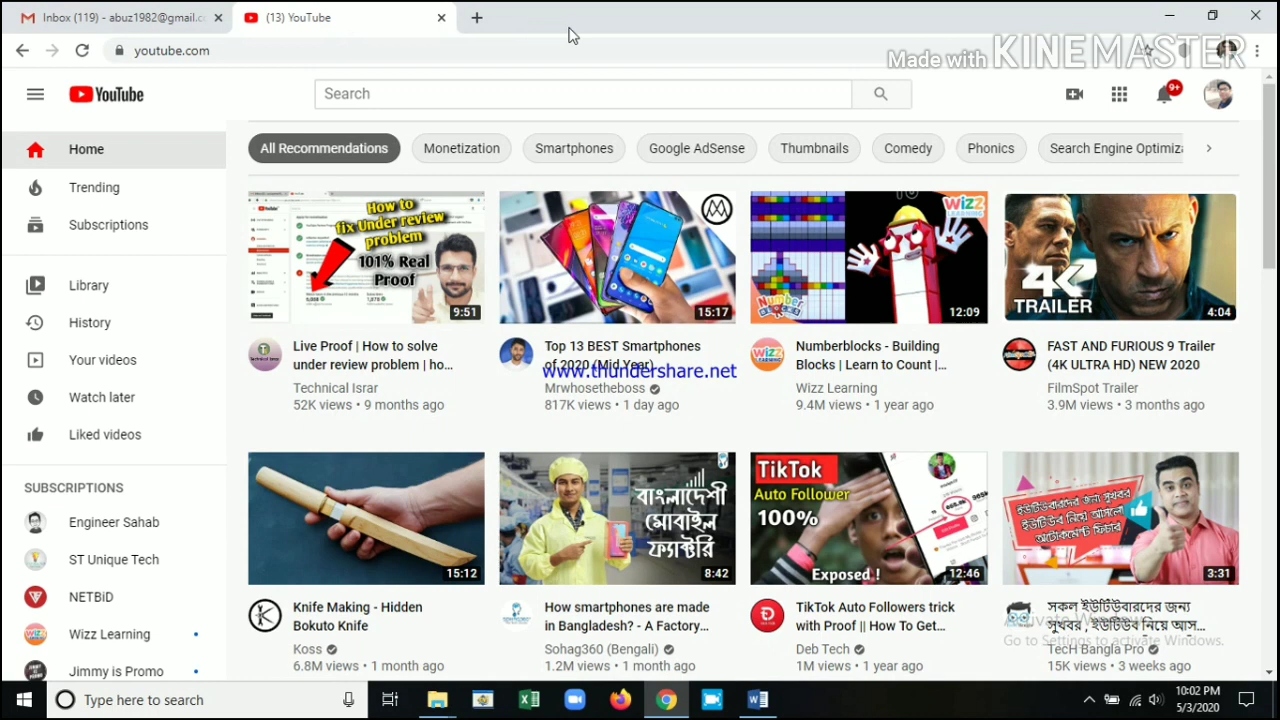 Inbox (119) - abuz1982@gmail.c
(13) YouTube
youtube.com
Made with KINEMASTER
YouTube
Search
9+
Home
Trending
Subscriptions
Library
History
Your videos
Watch later
Liked videos
SUBSCRIPTIONS
Engineer Sahab
ST Unique Tech
NETBiD
Wizz Learning
Jimmy is Promo
All Recommendations
Monetization
Smartphones
Google AdSense
Thumbnails
Comedy
Phonics
Search Engine Optimiza
How to
fix Under review
problem
101% Real
Proof
9:51
15:17
WIZZ
LEARNING
12:09
4K
TRAILER
4:04
Live Proof | How to solve
under review problem | ho...
Technical Israr
52K views • 9 months ago
Top 13 BEST Smartphones
of 2020 (Mid Year)
www.thundershare.net
Mrwhosetheboss
817K views • 1 day ago
Numberblocks - Building
Blocks | Learn to Count |...
Wizz Learning
9.4M views • 1 year ago
FAST AND FURIOUS 9 Trailer
(4K ULTRA HD) NEW 2020
FilmSpot Trailer
3.9M views • 3 months ago
15:12
বাংলাদেশী
মোবাইল
ফ্যাক্টরি
8:42
TikTok
Auto Follower
100%
Exposed !
12:46
ইউটিউবারদের জন্য সুখবর
ইউটিউব নিয়ে আসলো
অটোকমেন্ট ফিচার
3:31
Knife Making - Hidden
Bokuto Knife
Koss
6.8M views • 1 month ago
How smartphones are made
in Bangladesh? - A Factory...
Sohag360 (Bengali)
1.2M views • 1 month ago
TikTok Auto Followers trick
with Proof || How To Get...
Deb Tech
1M views • 1 year ago
সকল ইউটিউবারদের জন্য
সুখবর , ইউটিউব নিয়ে আস...
TecH Bangla Pro
15K views • 3 weeks ago
Activate Windows
Go to Settings to activate Windows.
Type here to search
10:02 PM
5/3/2020